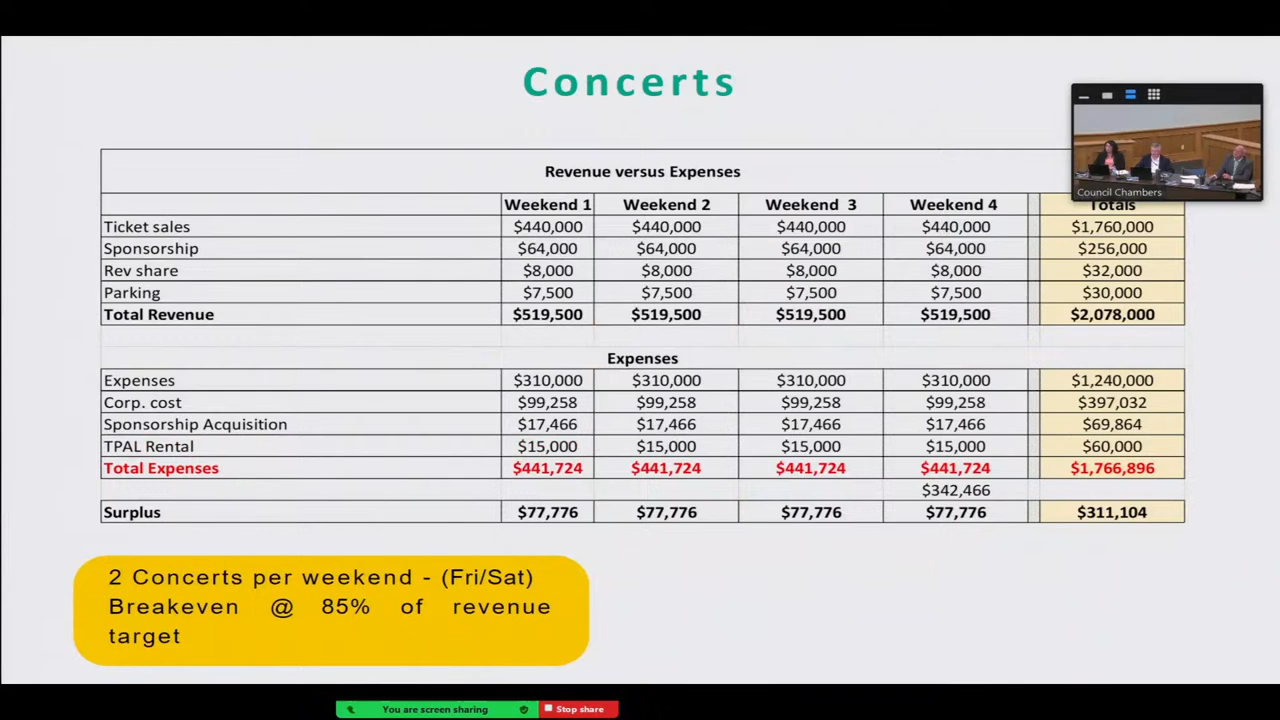 Concerts
Council Chambers
Revenue versus Expenses
Weekend 1 Weekend 2 Weekend 3 Weekend 4 Totals
Ticket sales $440,000 $440,000 $440,000 $440,000 $1,760,000
Sponsorship $64,000 $64,000 $64,000 $64,000 $256,000
Rev share $8,000 $8,000 $8,000 $8,000 $32,000
Parking $7,500 $7,500 $7,500 $7,500 $30,000
Total Revenue $519,500 $519,500 $519,500 $519,500 $2,078,000
Expenses
Expenses $310,000 $310,000 $310,000 $310,000 $1,240,000
Corp. cost $99,258 $99,258 $99,258 $99,258 $397,032
Sponsorship Acquisition $17,466 $17,466 $17,466 $17,466 $69,864
TPAL Rental $15,000 $15,000 $15,000 $15,000 $60,000
Total Expenses $441,724 $441,724 $441,724 $441,724 $1,766,896
$342,466
Surplus $77,776 $77,776 $77,776 $77,776 $311,104
2 Concerts per weekend - (Fri/Sat)
Breakeven @ 85% of revenue
target
You are screen sharing Stop share